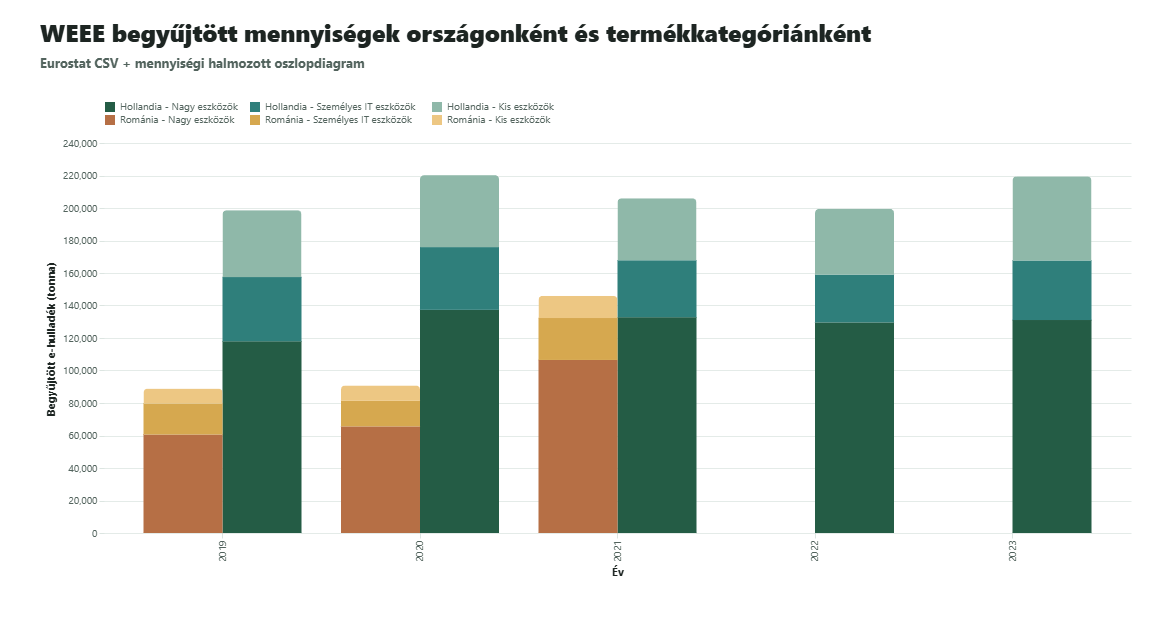 WEEE begyűjtött mennyiségek országonként és termékkategóriánként
Eurostat CSV + mennyiségi halmozott oszlopdiagram
Hollandia - Nagy eszközök
Hollandia - Személyes IT eszközök
Hollandia - Kis eszközök
Románia - Nagy eszközök
Románia - Személyes IT eszközök
Románia - Kis eszközök
Begyűjtött e-hulladék (tonna)
240,000
220,000
200,000
180,000
160,000
140,000
120,000
100,000
80,000
60,000
40,000
20,000
0
2019
2020
2021
2022
2023
Év